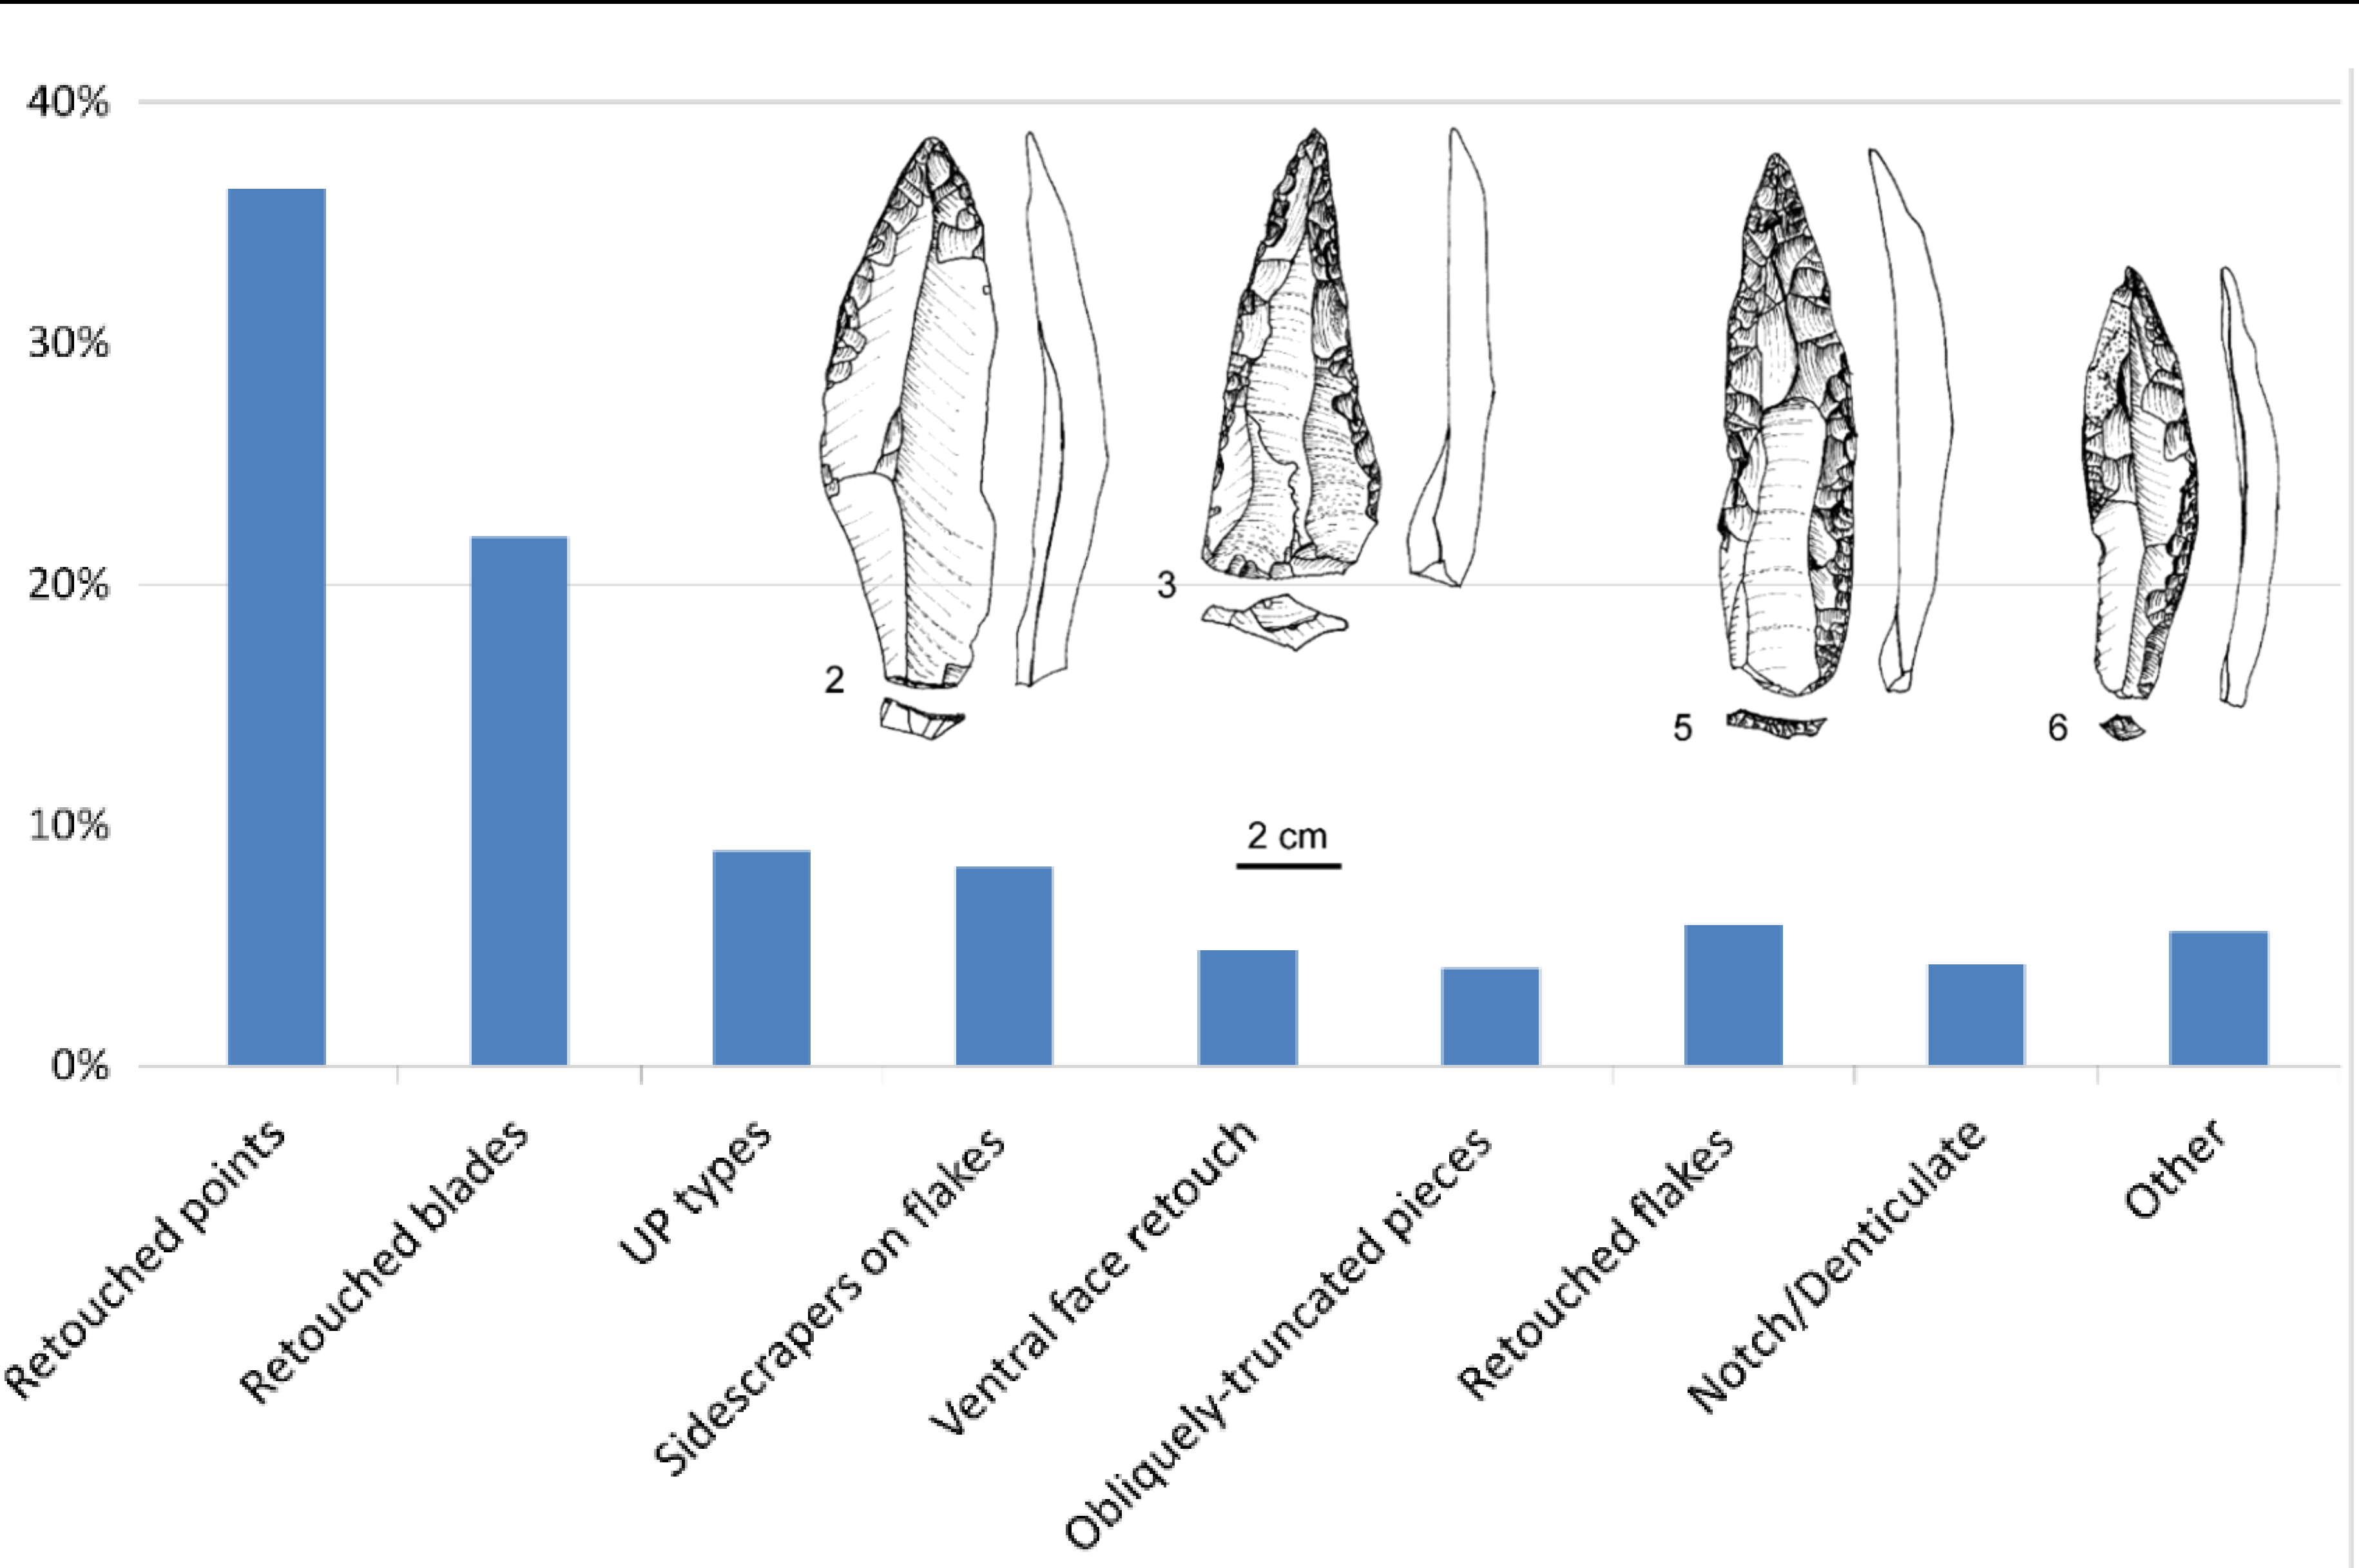 40%
30%
20%
10%
0%
2
3
5
6
2 cm
Retouched points
Retouched blades
UP types
Sidescrapers on flakes
Ventral face retouch
Obliquely-truncated pieces
Retouched flakes
Notch/Denticulate
Other